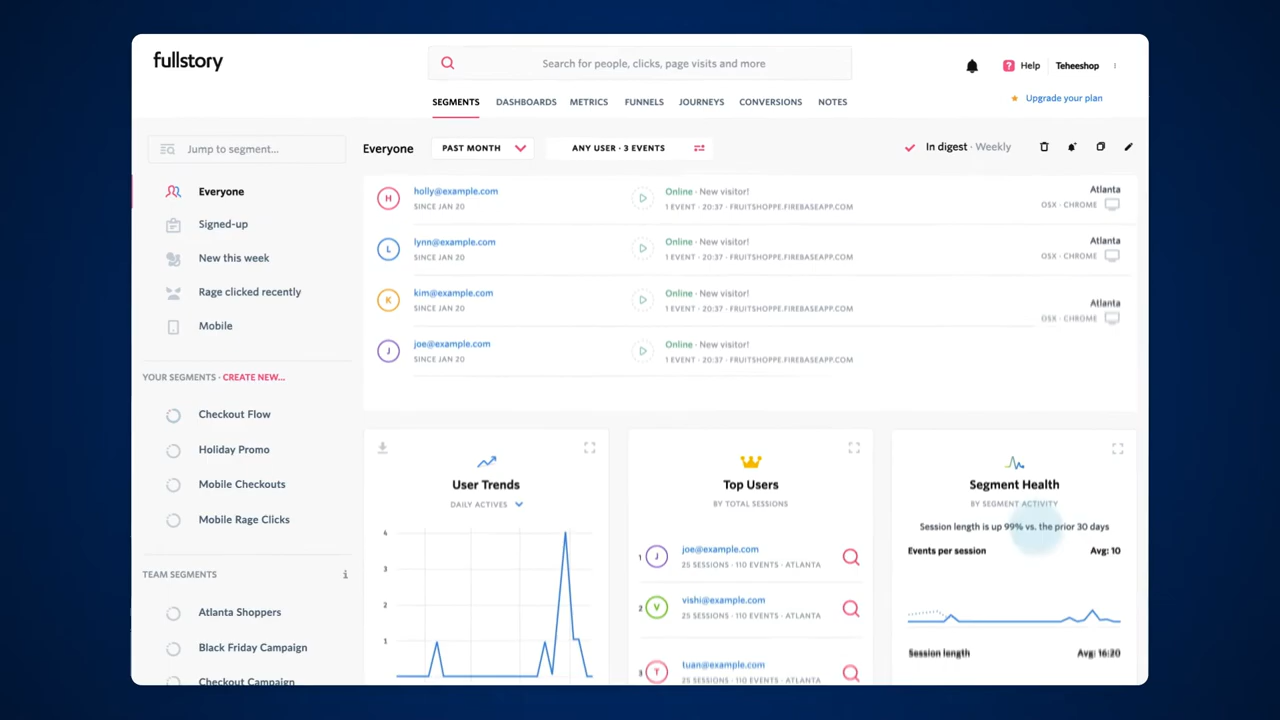 fullstory
Search for people, clicks, page visits and more
? Help
Teheeshop
Upgrade your plan
SEGMENTS DASHBOARDS METRICS FUNNELS JOURNEYS CONVERSIONS NOTES
Jump to segment...
Everyone
Signed-up
New this week
Rage clicked recently
Mobile
YOUR SEGMENTS · CREATE NEW...
Checkout Flow
Holiday Promo
Mobile Checkouts
Mobile Rage Clicks
TEAM SEGMENTS i
Atlanta Shoppers
Black Friday Campaign
Checkout Campaign
Everyone PAST MONTH ANY USER · 3 EVENTS In digest · Weekly
H holly@example.com Online · New visitor! Atlanta
SINCE JAN 20 1 EVENT · 20:37 · FRUITSHOPPE.FIREBASEAPP.COM OSX · CHROME
L lynn@example.com Online · New visitor! Atlanta
SINCE JAN 20 1 EVENT · 20:37 · FRUITSHOPPE.FIREBASEAPP.COM OSX · CHROME
K kim@example.com Online · New visitor! Atlanta
SINCE JAN 20 1 EVENT · 20:37 · FRUITSHOPPE.FIREBASEAPP.COM OSX · CHROME
J joe@example.com Online · New visitor!
SINCE JAN 20 1 EVENT · 20:37 · FRUITSHOPPE.FIREBASEAPP.COM
User Trends
DAILY ACTIVES
4
3
2
1
Top Users
BY TOTAL SESSIONS
1 J joe@example.com
25 SESSIONS · 110 EVENTS · ATLANTA
2 V vishi@example.com
25 SESSIONS · 110 EVENTS · ATLANTA
3 T tuan@example.com
25 SESSIONS · 110 EVENTS · ATLANTA
Segment Health
BY SEGMENT ACTIVITY
Session length is up 99% vs. the prior 30 days
Events per session Avg: 10
Session length Avg: 16:20